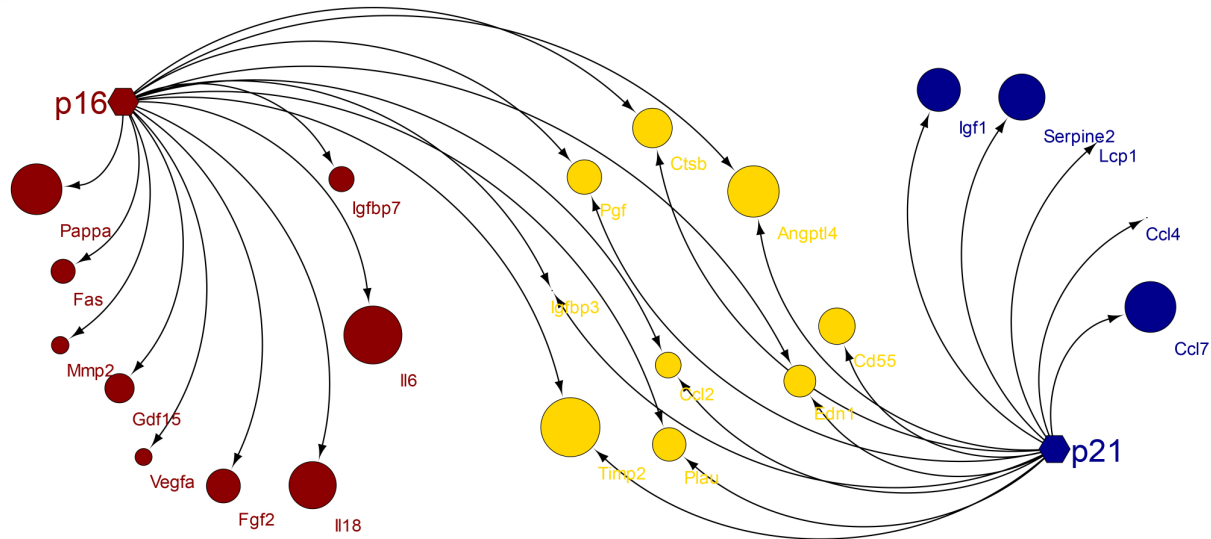 p16
Pappa
Fas
Mmp2
Gdf15
Vegfa
Fgf2
Il18
Il6
Igfbp7
Ctsb
Pgf
Angptl4
Igfbp3
Cd55
Ccl2
Edn1
Timp2
Plau
Igf1
Serpine2
Lcp1
Ccl4
Ccl7
p21